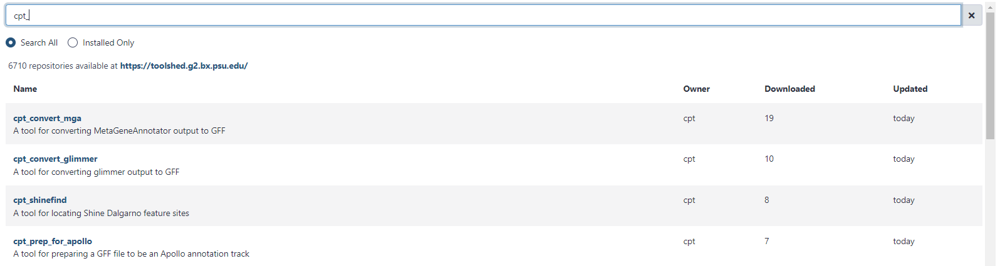 cpt_
Search All Installed Only
6710 repositories available at https://toolshed.g2.bx.psu.edu/
Name Owner Downloaded Updated
cpt_convert_mga cpt 19 today
A tool for converting MetaGeneAnnotator output to GFF
cpt_convert_glimmer cpt 10 today
A tool for converting glimmer output to GFF
cpt_shinefind cpt 8 today
A tool for locating Shine Dalgarno feature sites
cpt_prep_for_apollo cpt 7 today
A tool for preparing a GFF file to be an Apollo annotation track